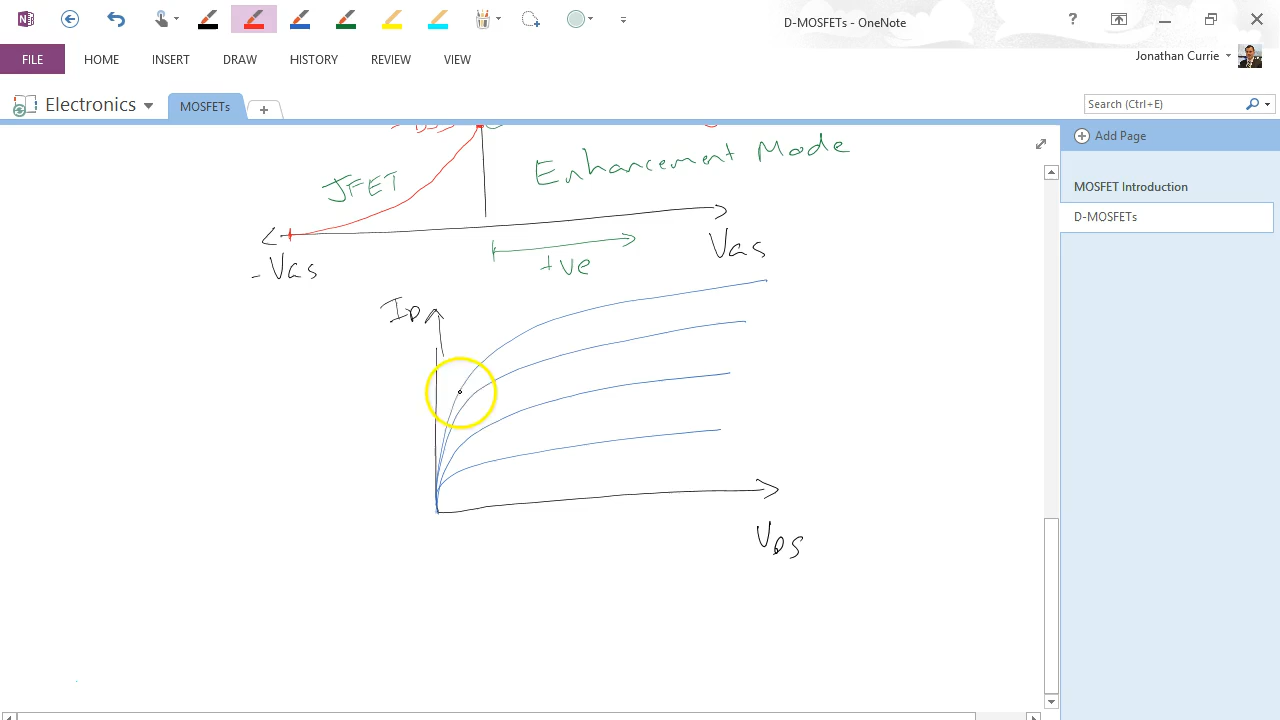 D-MOSFETs - OneNote
?
FILE HOME INSERT DRAW HISTORY REVIEW VIEW
Jonathan Currie
Electronics
MOSFETs
+
Search (Ctrl+E)
Add Page
MOSFET Introduction
D-MOSFETs
Enhancement Mode
JFET
- VGS
+ve
VGS
ID
VDS